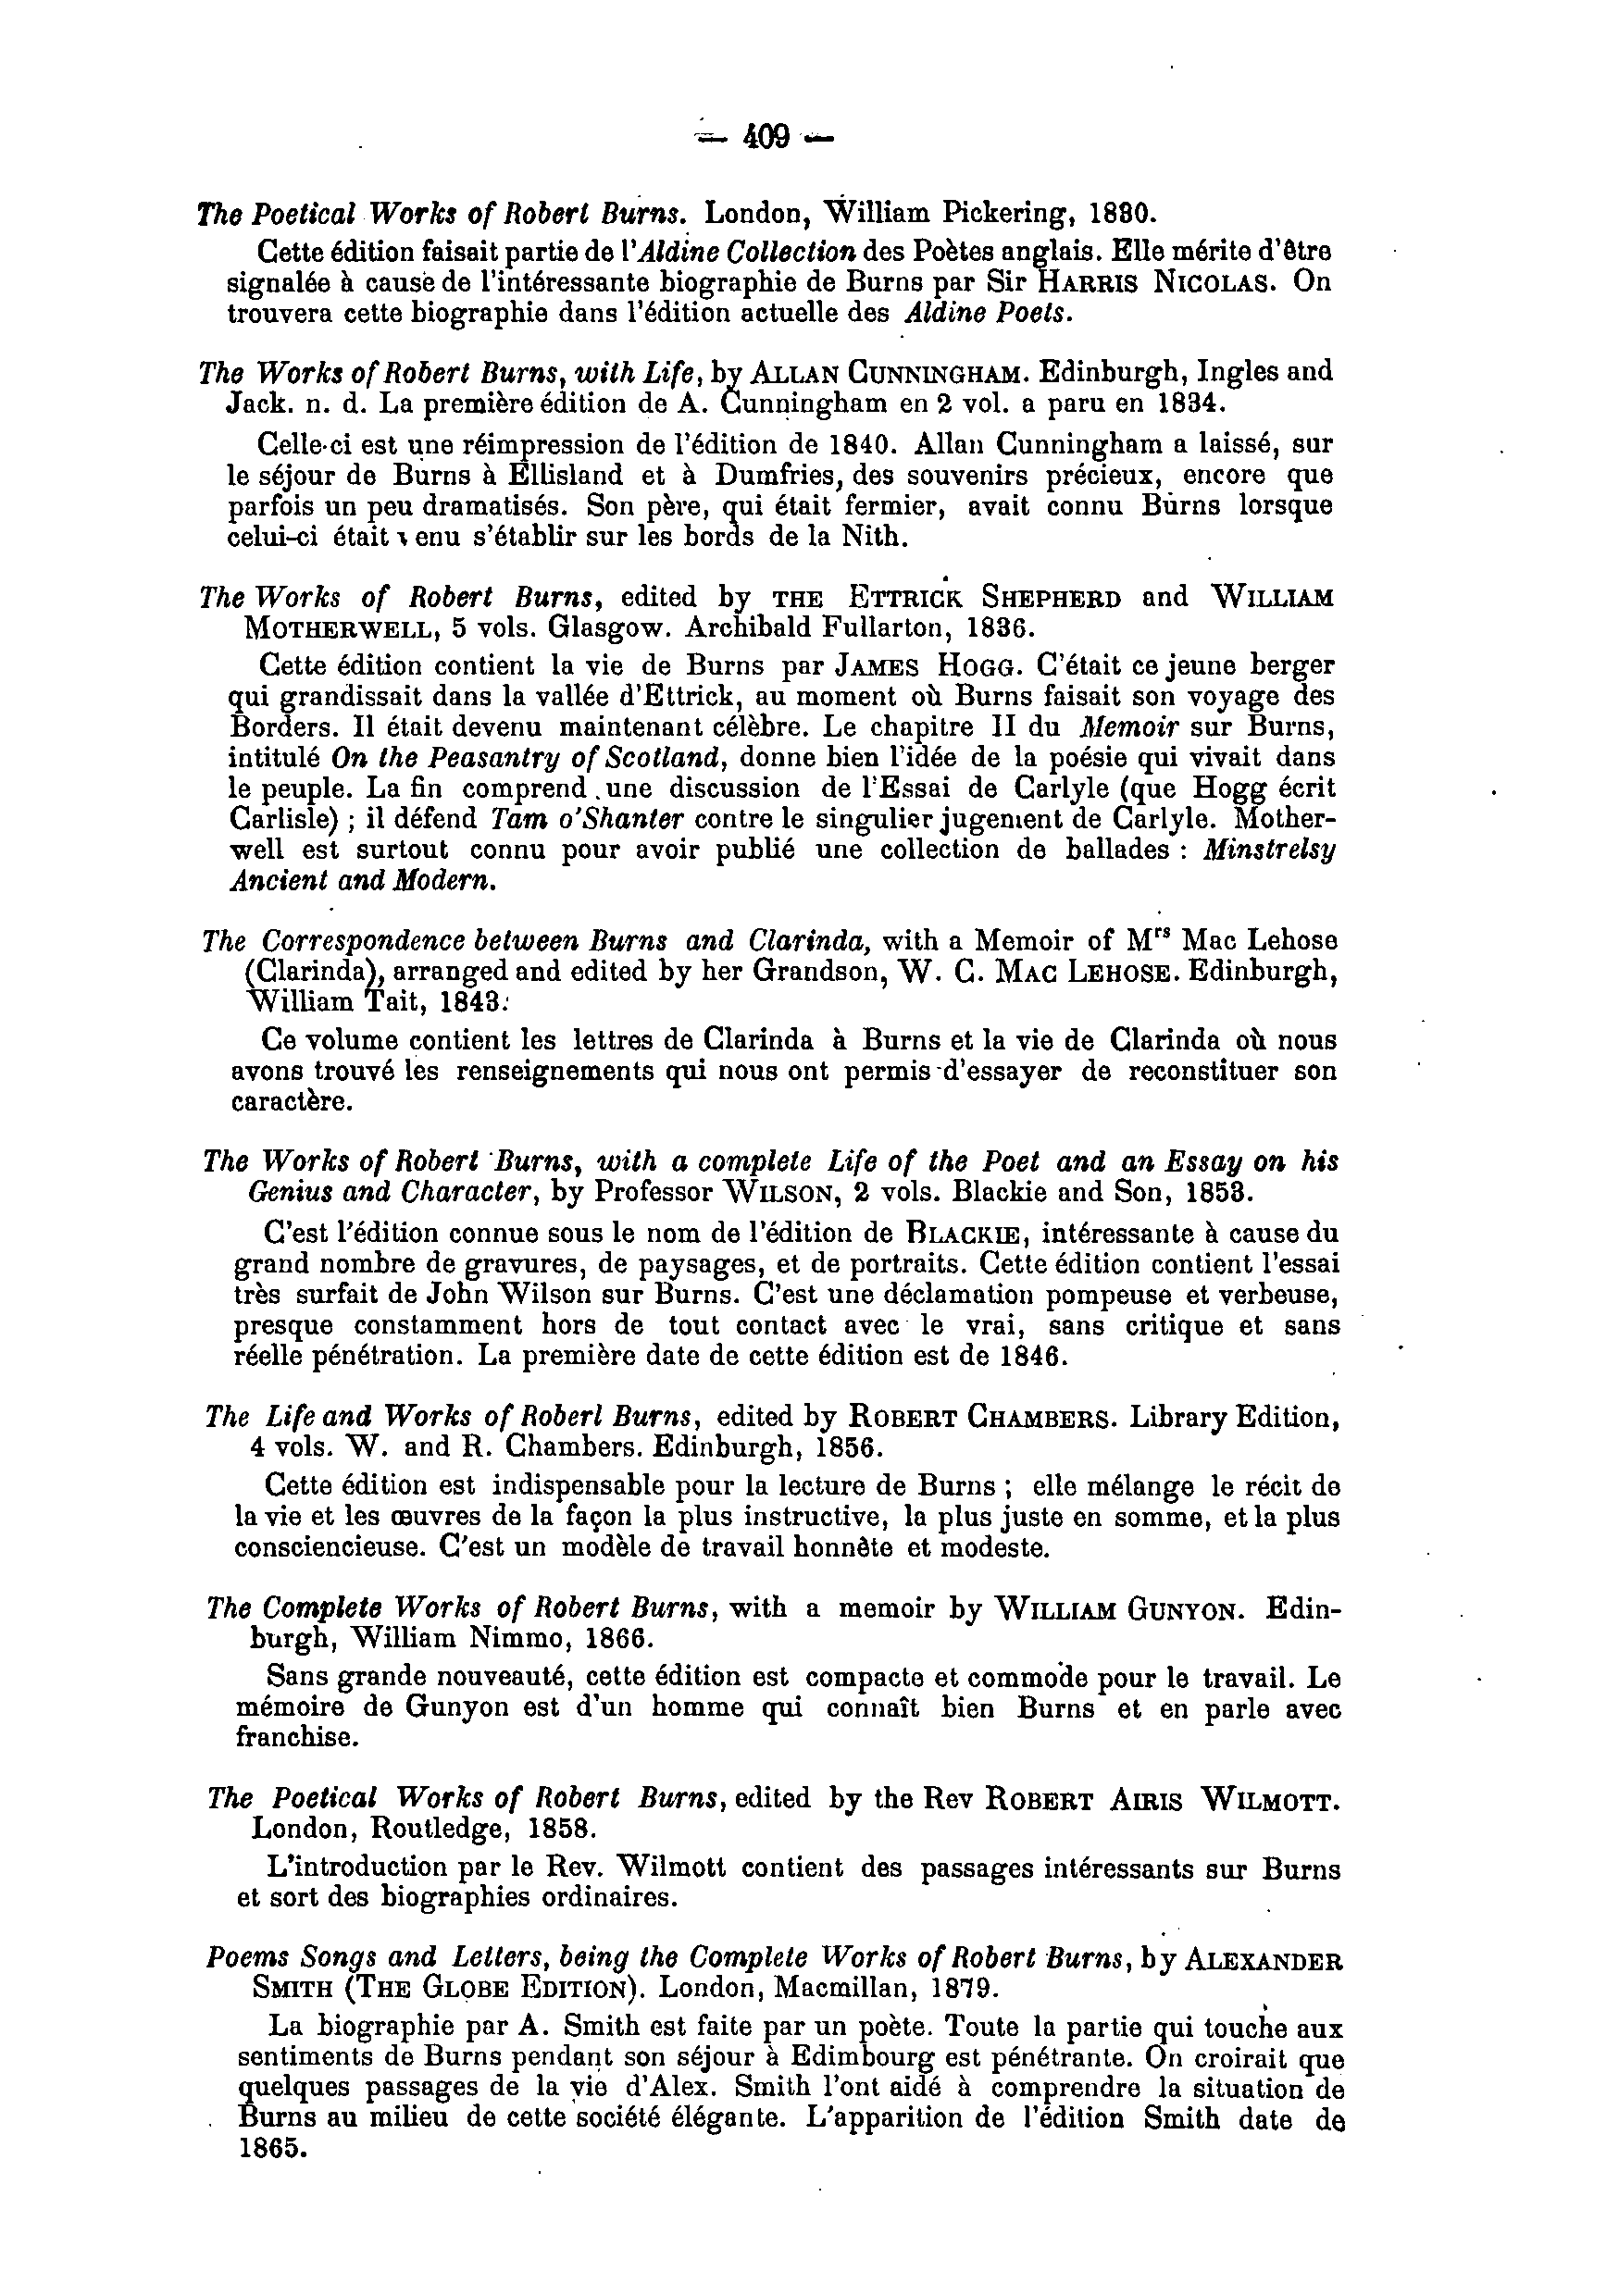 — 409 —
The Poetical Works of Robert Burns. London, William Pickering, 1830.
Cette édition faisait partie de l'Aldine Collection des Poètes anglais. Elle mérite d'être
signalée à cause de l'intéressante biographie de Burns par Sir HARRIS NICOLAS. On
trouvera cette biographie dans l'édition actuelle des Aldine Poets.
The Works of Robert Burns, with Life, by ALLAN CUNNINGHAM. Edinburgh, Ingles and
Jack. n. d. La première édition de A. Cunningham en 2 vol. a paru en 1834.
Celle-ci est une réimpression de l'édition de 1840. Allan Cunningham a laissé, sur
le séjour de Burns à Ellisland et à Dumfries, des souvenirs précieux, encore que
parfois un peu dramatisés. Son père, qui était fermier, avait connu Burns lorsque
celui-ci était venu s'établir sur les bords de la Nith.
The Works of Robert Burns, edited by THE ETTRICK SHEPHERD and WILLIAM
MOTHERWELL, 5 vols. Glasgow. Archibald Fullarton, 1836.
Cette édition contient la vie de Burns par JAMES HOGG. C'était ce jeune berger
qui grandissait dans la vallée d'Ettrick, au moment où Burns faisait son voyage des
Borders. Il était devenu maintenant célèbre. Le chapitre II du Memoir sur Burns,
intitulé On the Peasantry of Scotland, donne bien l'idée de la poésie qui vivait dans
le peuple. La fin comprend une discussion de l'Essai de Carlyle (que Hogg écrit
Carlisle) ; il défend Tam o'Shanter contre le singulier jugement de Carlyle. Mother-
well est surtout connu pour avoir publié une collection de ballades : Minstrelsy
Ancient and Modern.
The Correspondence between Burns and Clarinda, with a Memoir of Mrs Mac Lehose
(Clarinda), arranged and edited by her Grandson, W. C. MAC LEHOSE. Edinburgh,
William Tait, 1843.
Ce volume contient les lettres de Clarinda à Burns et la vie de Clarinda où nous
avons trouvé les renseignements qui nous ont permis d'essayer de reconstituer son
caractère.
The Works of Robert Burns, with a complete Life of the Poet and an Essay on his
Genius and Character, by Professor WILSON, 2 vols. Blackie and Son, 1853.
C'est l'édition connue sous le nom de l'édition de BLACKIE, intéressante à cause du
grand nombre de gravures, de paysages, et de portraits. Cette édition contient l'essai
très surfait de John Wilson sur Burns. C'est une déclamation pompeuse et verbeuse,
presque constamment hors de tout contact avec le vrai, sans critique et sans
réelle pénétration. La première date de cette édition est de 1846.
The Life and Works of Roberl Burns, edited by ROBERT CHAMBERS. Library Edition,
4 vols. W. and R. Chambers. Edinburgh, 1856.
Cette édition est indispensable pour la lecture de Burns ; elle mélange le récit de
la vie et les œuvres de la façon la plus instructive, la plus juste en somme, et la plus
consciencieuse. C'est un modèle de travail honnête et modeste.
The Complete Works of Robert Burns, with a memoir by WILLIAM GUNYON. Edin-
burgh, William Nimmo, 1866.
Sans grande nouveauté, cette édition est compacte et commode pour le travail. Le
mémoire de Gunyon est d'un homme qui connaît bien Burns et en parle avec
franchise.
The Poetical Works of Robert Burns, edited by the Rev ROBERT AIRIS WILMOTT.
London, Routledge, 1858.
L'introduction par le Rev. Wilmott contient des passages intéressants sur Burns
et sort des biographies ordinaires.
Poems Songs and Letters, being the Complete Works of Robert Burns, by ALEXANDER
SMITH (THE GLOBE EDITION). London, Macmillan, 1879.
La biographie par A. Smith est faite par un poète. Toute la partie qui touche aux
sentiments de Burns pendant son séjour à Edimbourg est pénétrante. On croirait que
quelques passages de la vie d'Alex. Smith l'ont aidé à comprendre la situation de
Burns au milieu de cette société élégante. L'apparition de l'édition Smith date de
1865.